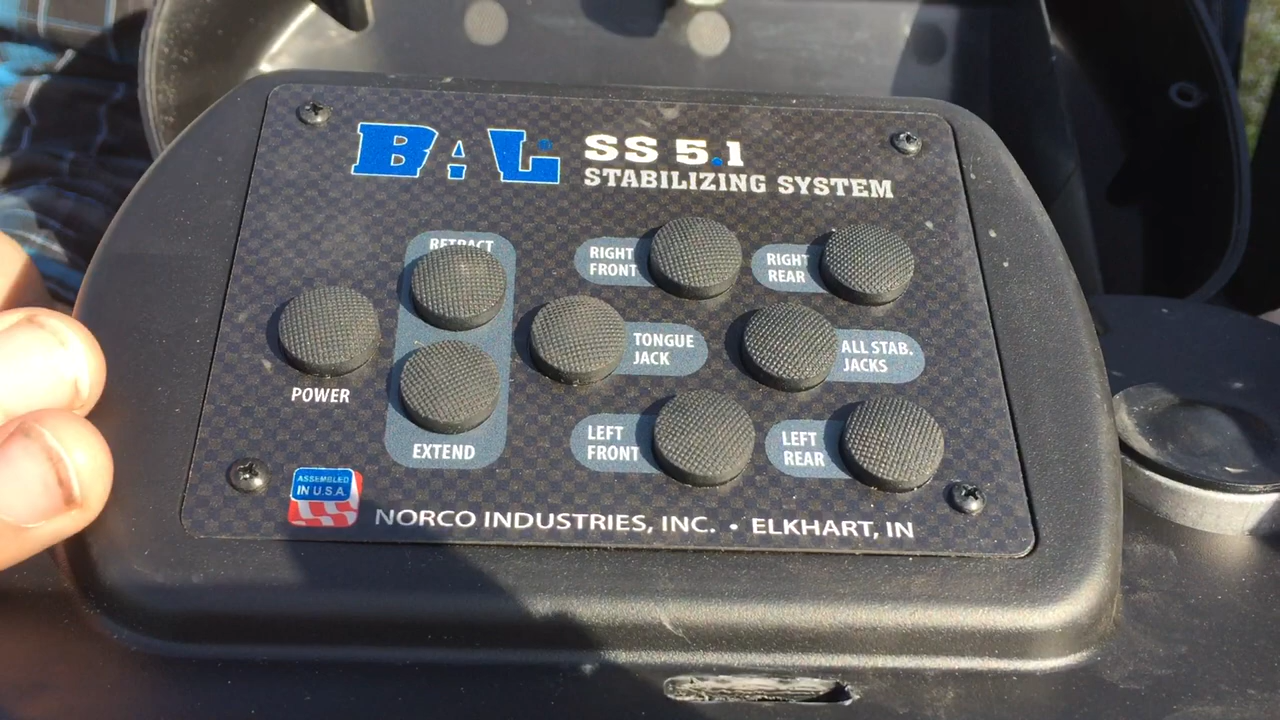 BAL® SS 5.1
STABILIZING SYSTEM
RETRACT
RIGHT
FRONT
RIGHT
REAR
POWER
TONGUE
JACK
ALL STAB.
JACKS
EXTEND
LEFT
FRONT
LEFT
REAR
ASSEMBLED
IN U.S.A.
NORCO INDUSTRIES, INC. • ELKHART, IN